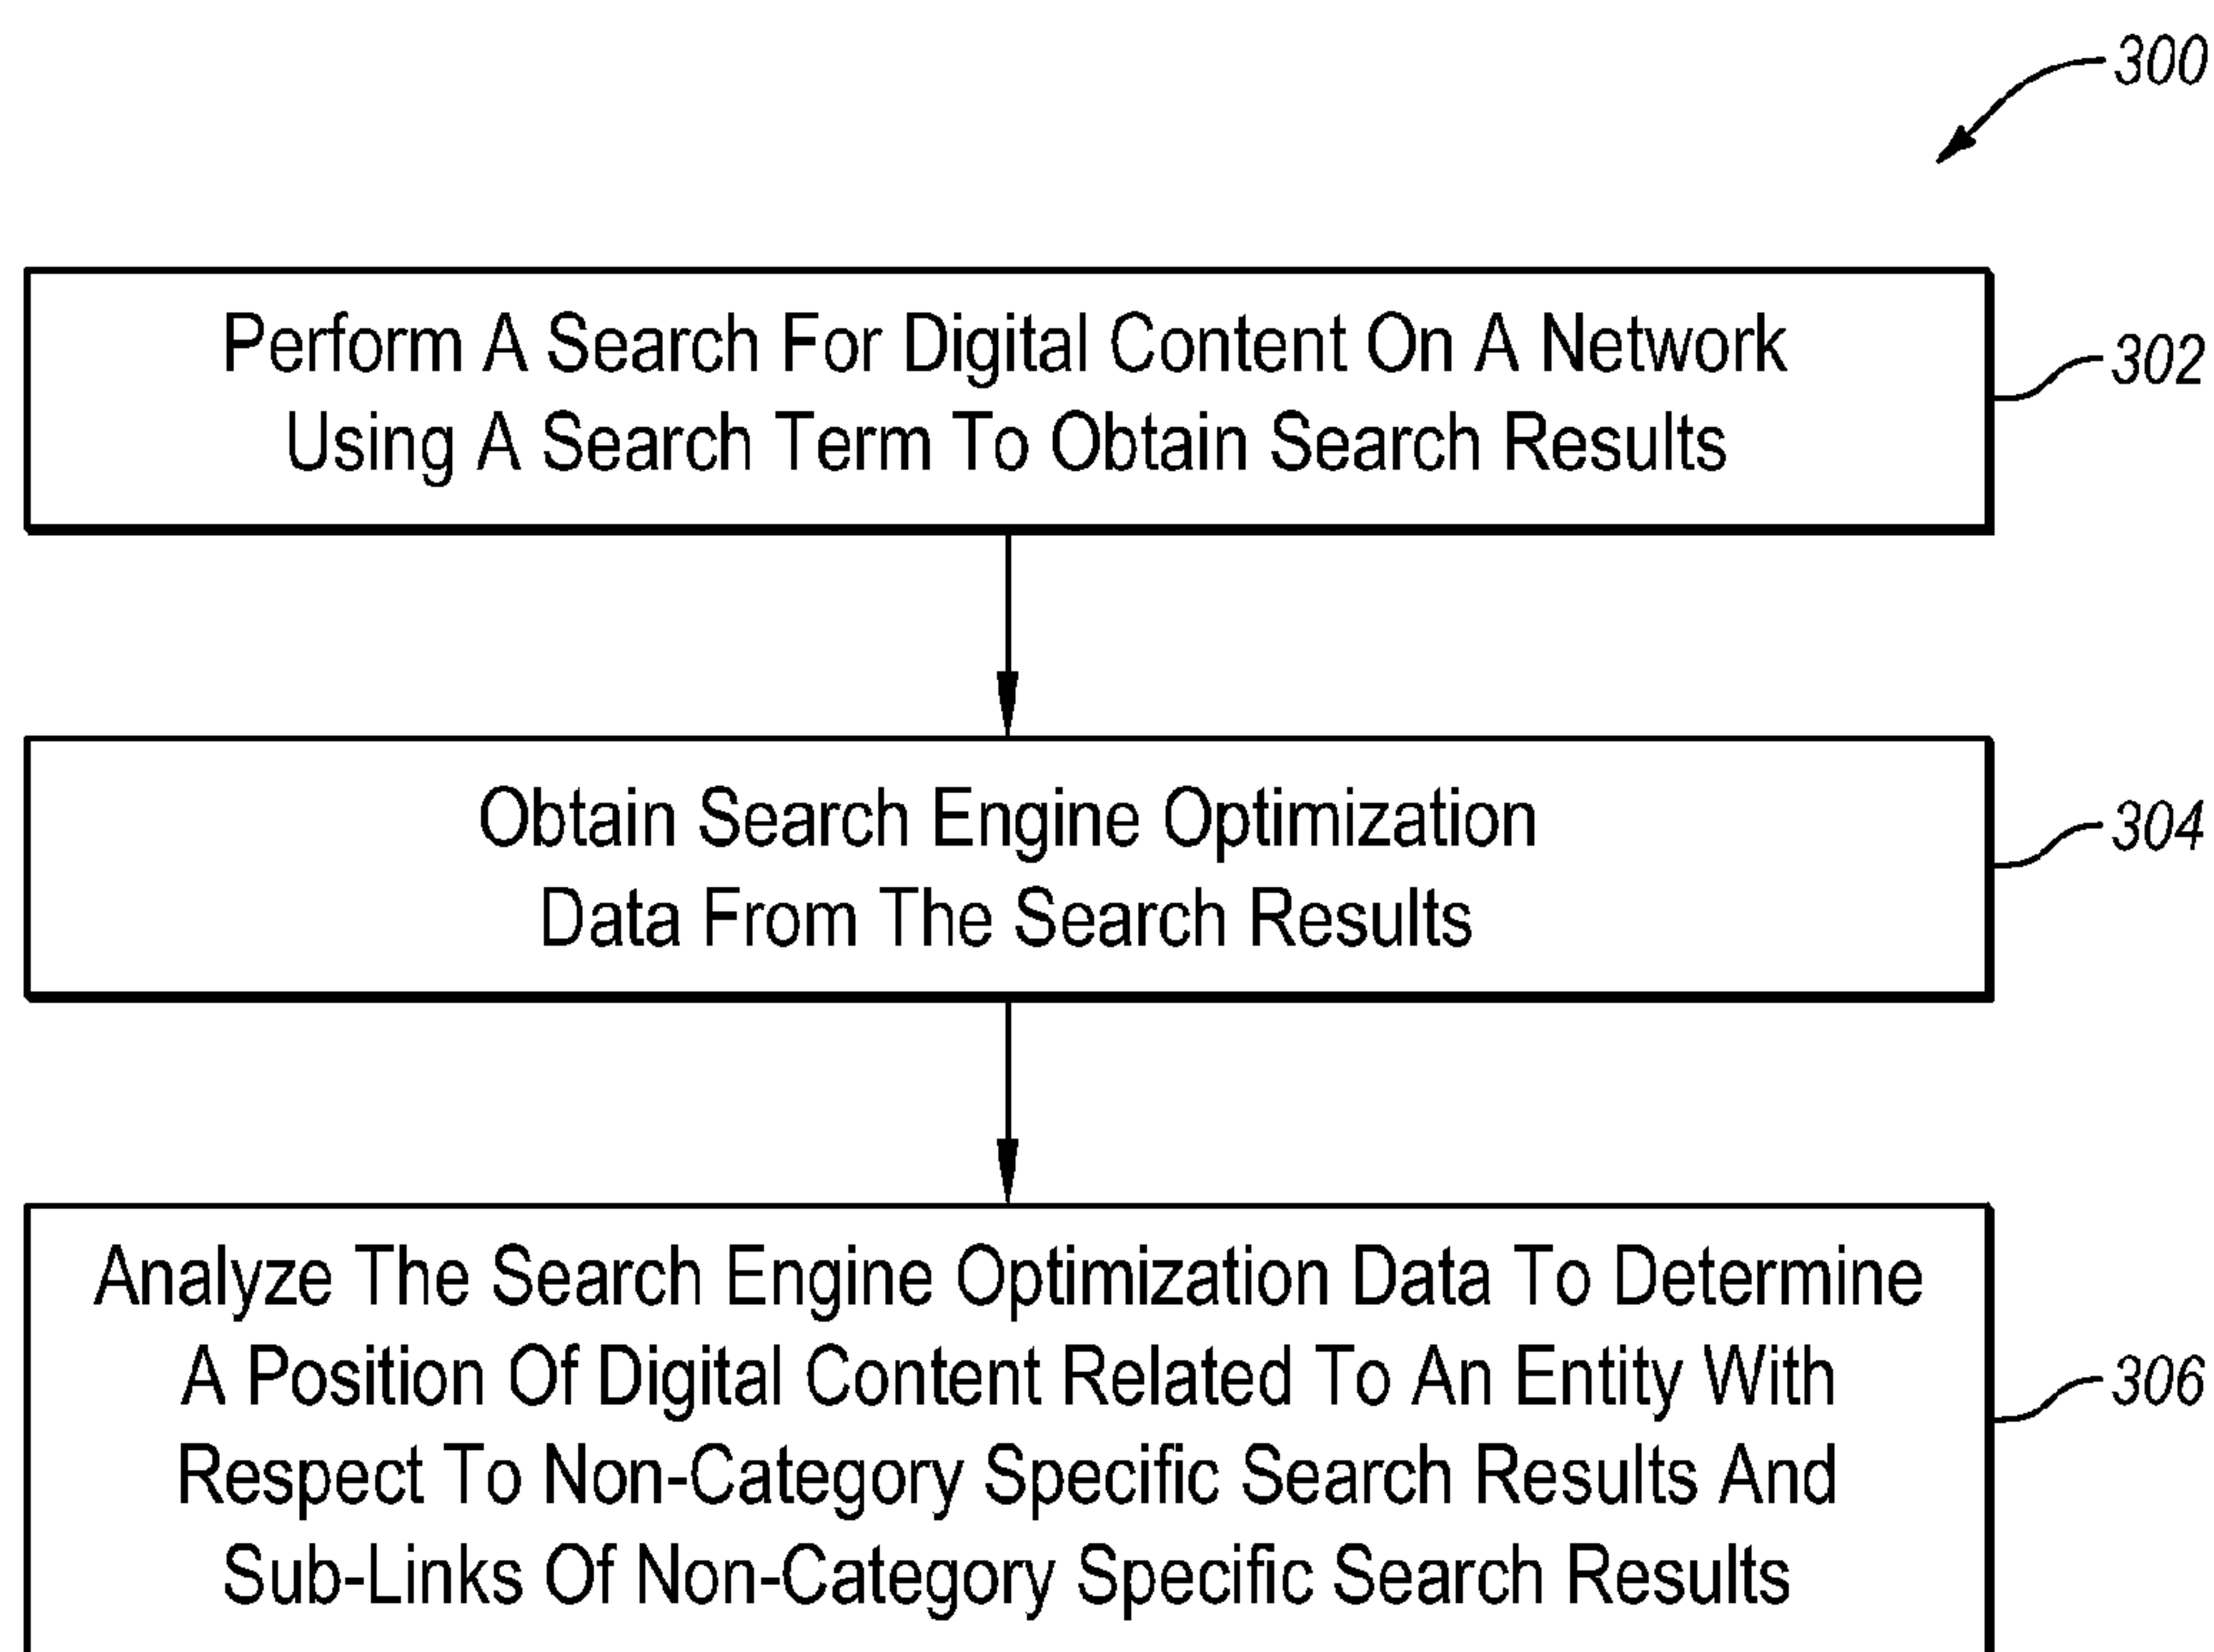 300
Perform A Search For Digital Content On A Network
Using A Search Term To Obtain Search Results
302
Obtain Search Engine Optimization
Data From The Search Results
304
Analyze The Search Engine Optimization Data To Determine
A Position Of Digital Content Related To An Entity With
Respect To Non-Category Specific Search Results And
Sub-Links Of Non-Category Specific Search Results
306